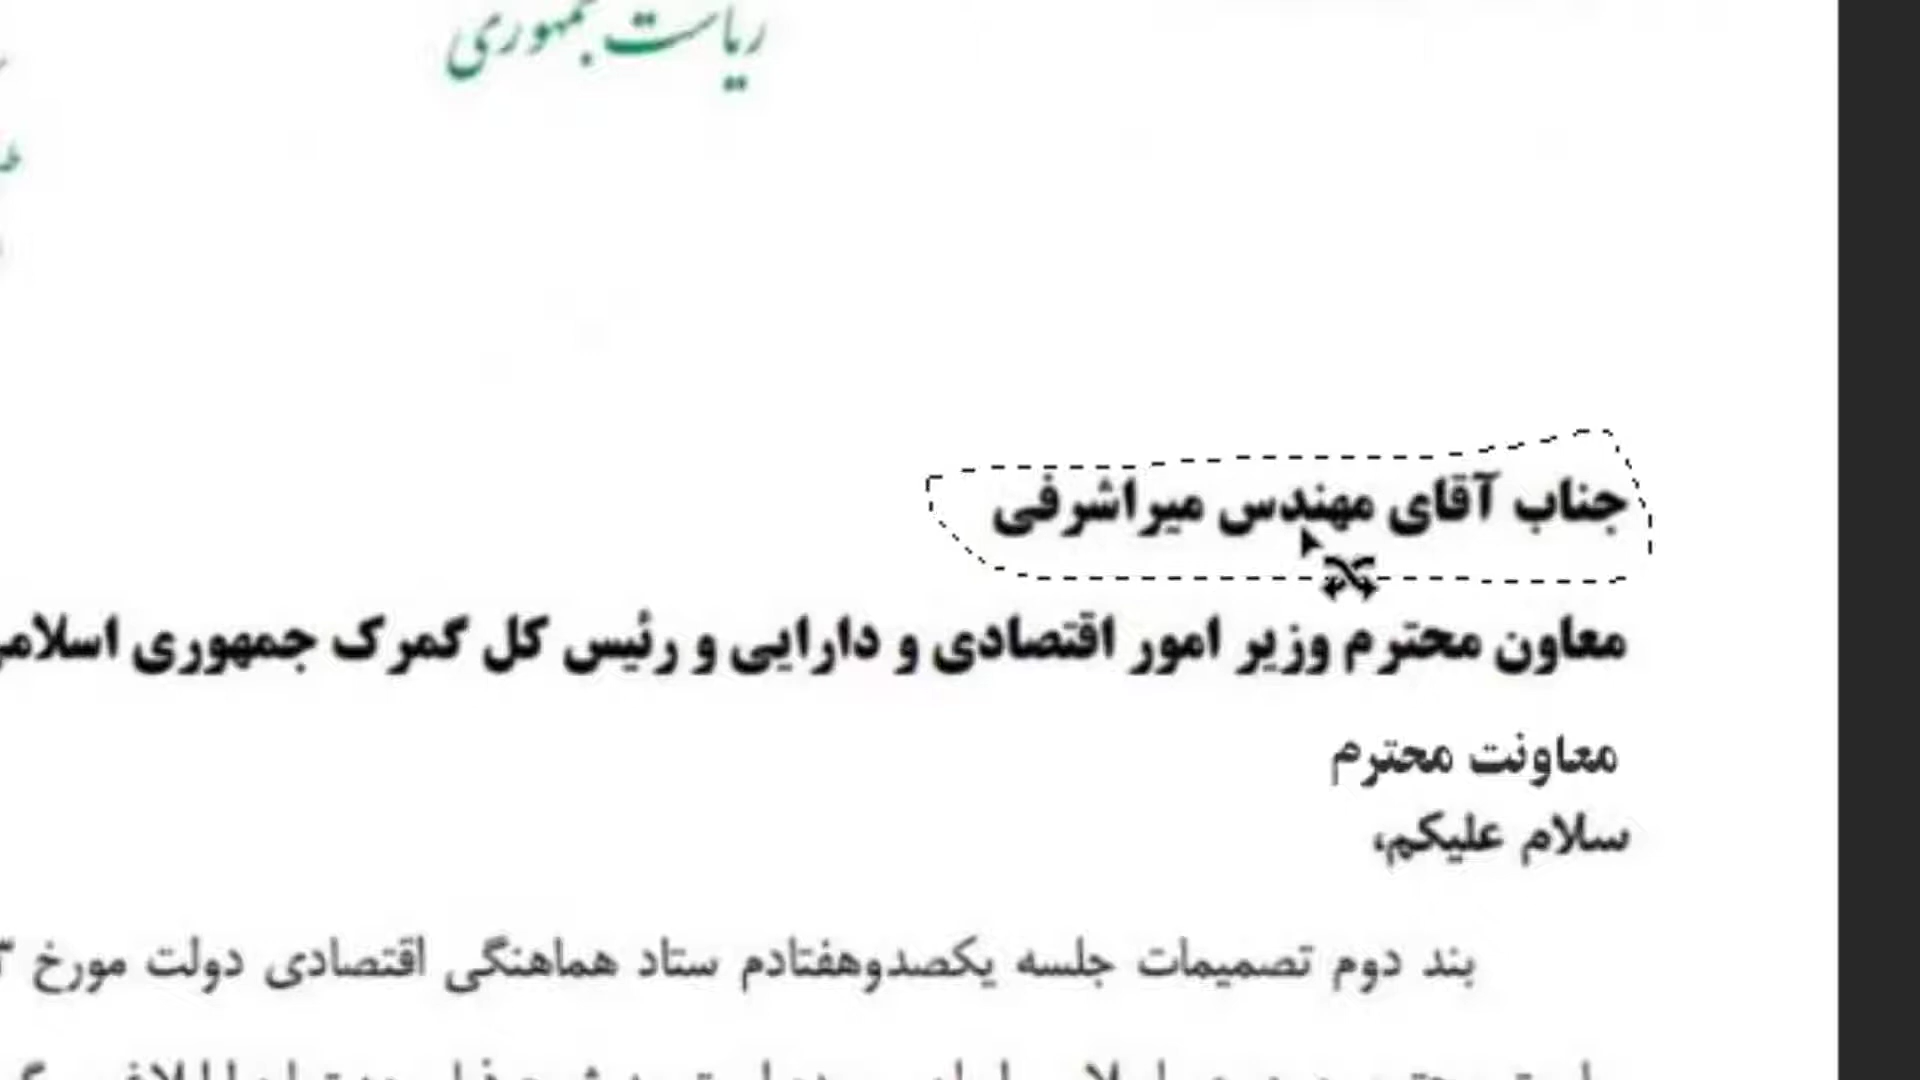 ریاست جمهوری
جناب آقای مهندس میراشرفی
معاون محترم وزیر امور اقتصادی و دارایی و رئیس کل گمرک جمهوری
معاونت محترم
سلام علیکم،
بند دوم تصمیمات جلسه یکصدوهفتادم ستاد هماهنگی اقتصادی دولت مورخ